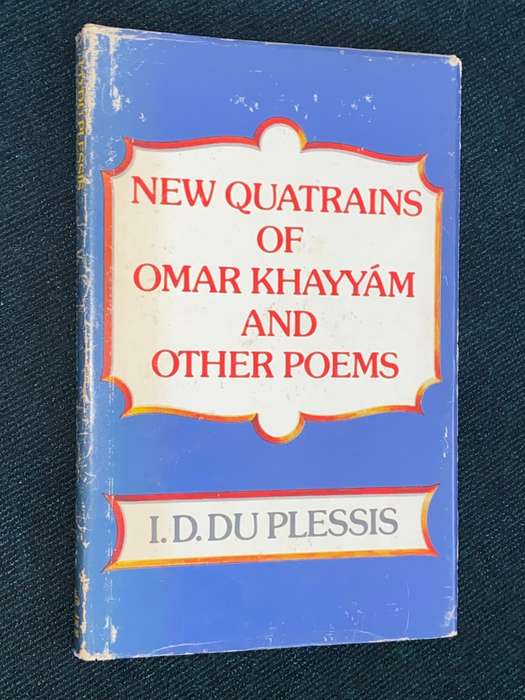 NEW QUATRAINS
OF
OMAR KHAYYÁM
AND
OTHER POEMS
I. D. DU PLESSIS